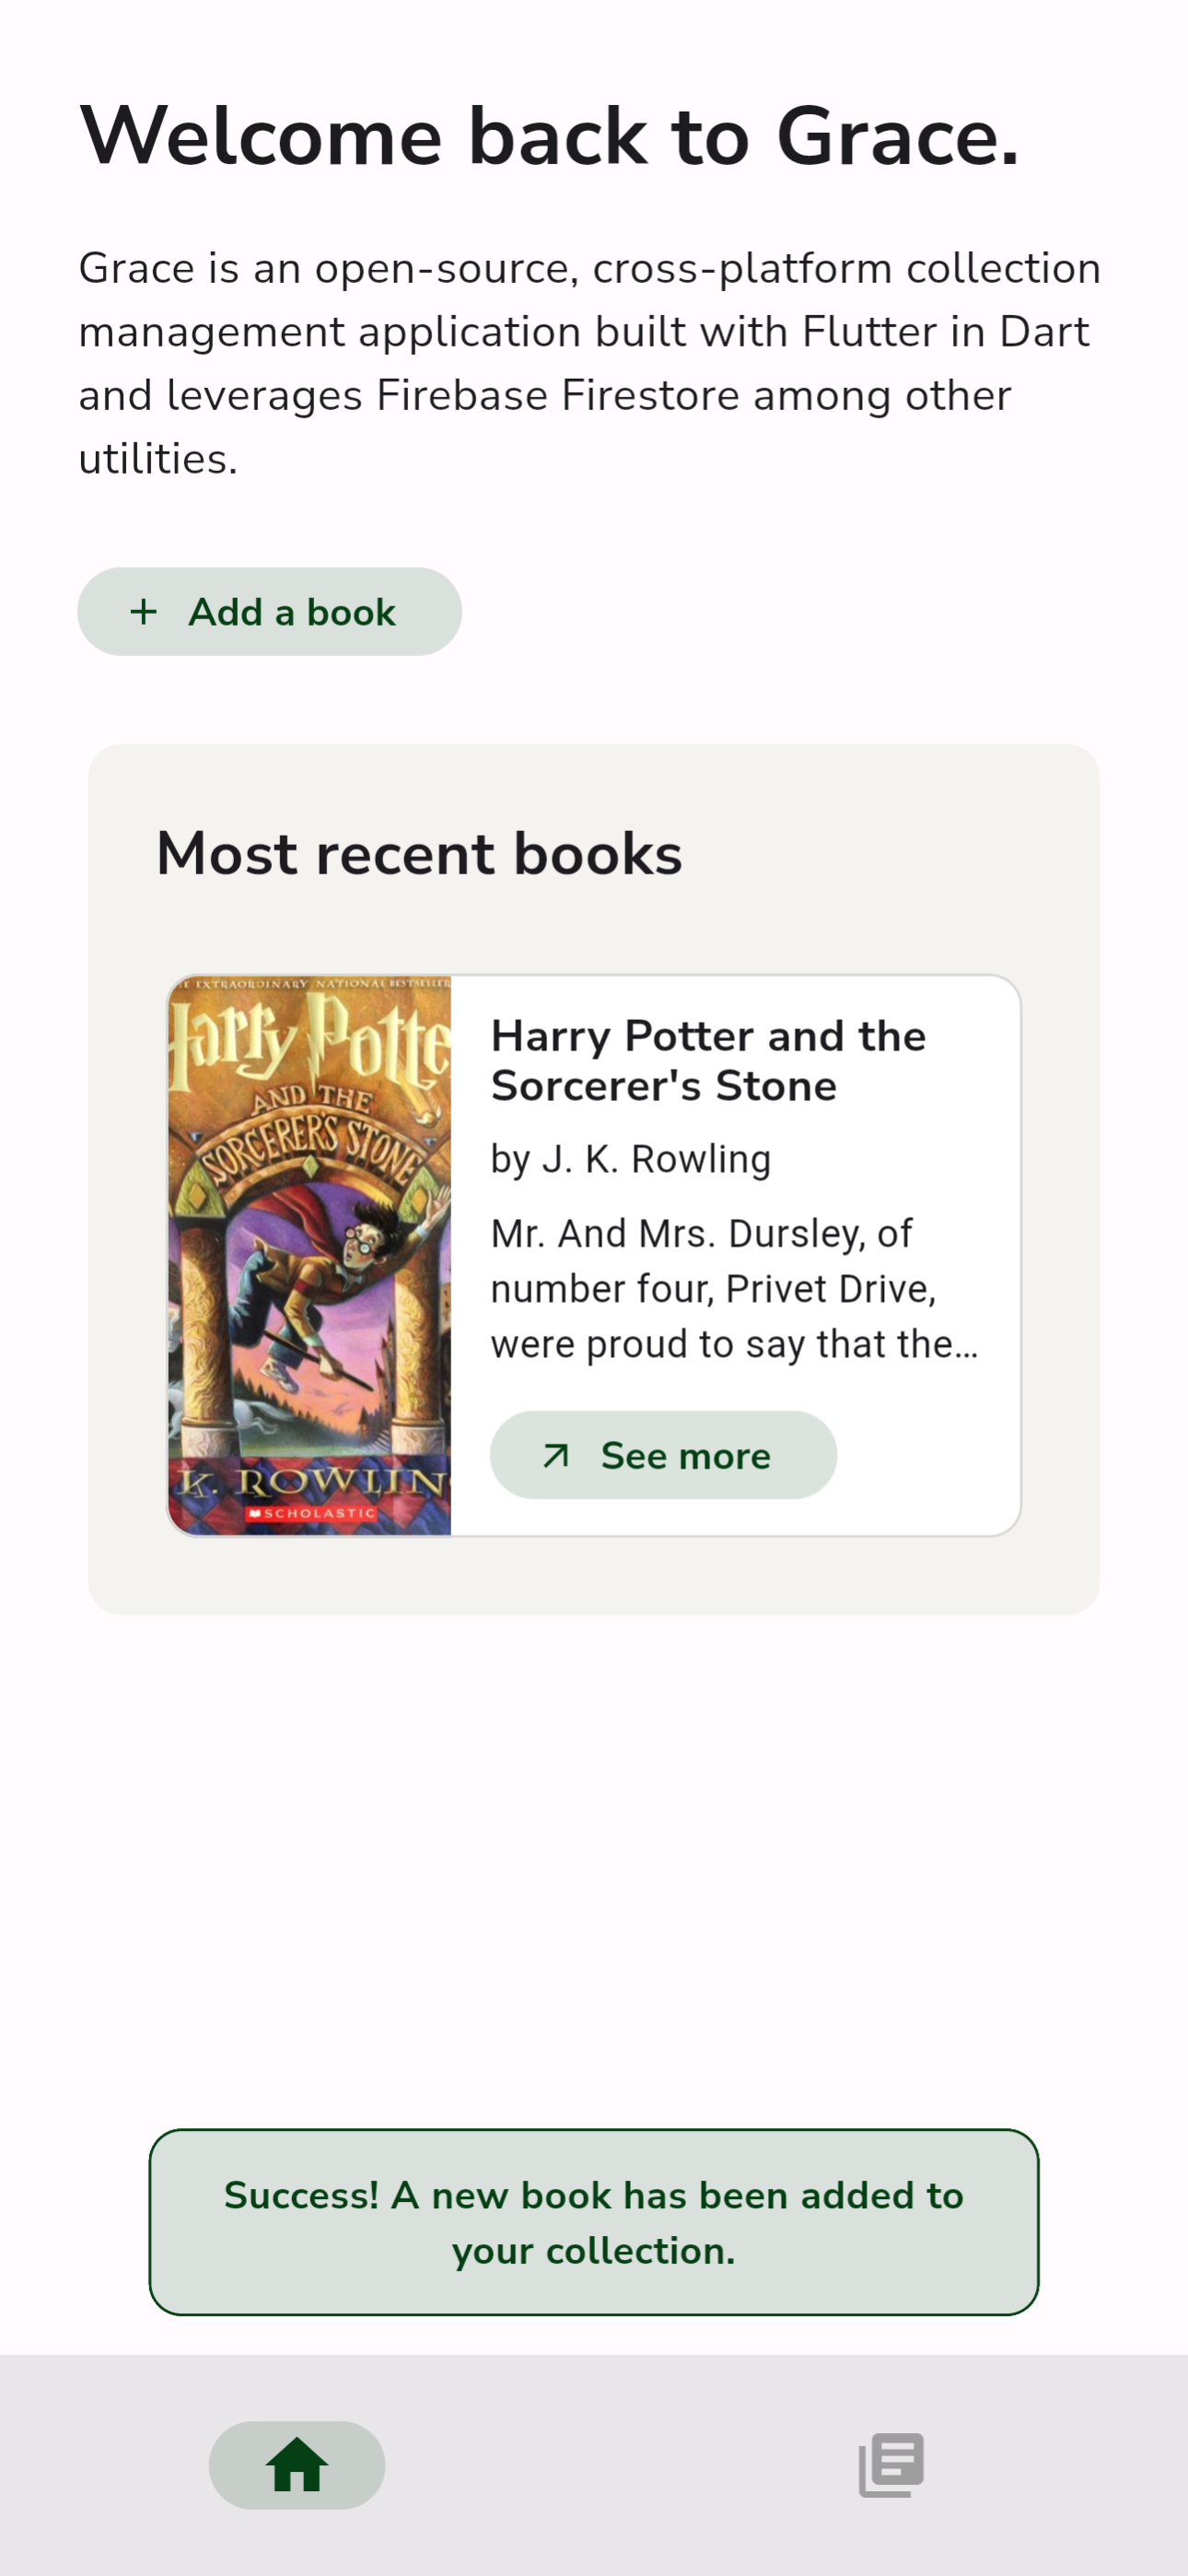 Welcome back to Grace.
Grace is an open-source, cross-platform collection
management application built with Flutter in Dart
and leverages Firebase Firestore among other
utilities.
+ Add a book
Most recent books
EXTRAORDINARY NATIONAL BESTSELLER
Harry Potte
AND THE
SORCERER'S STONE
K. ROWLIN
SCHOLASTIC
Harry Potter and the
Sorcerer's Stone
by J. K. Rowling
Mr. And Mrs. Dursley, of
number four, Privet Drive,
were proud to say that the…
See more
Success! A new book has been added to
your collection.